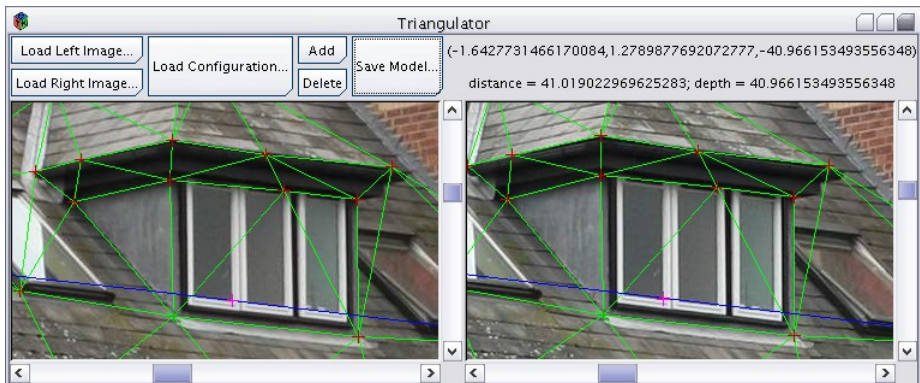 Triangulator
Load Left Image...
Load Right Image...
Load Configuration...
Add
Delete
Save Model...
(-1.6427731466170084,1.2789877692072777,-40.966153493556348)
distance = 41.019022969625283; depth = 40.966153493556348